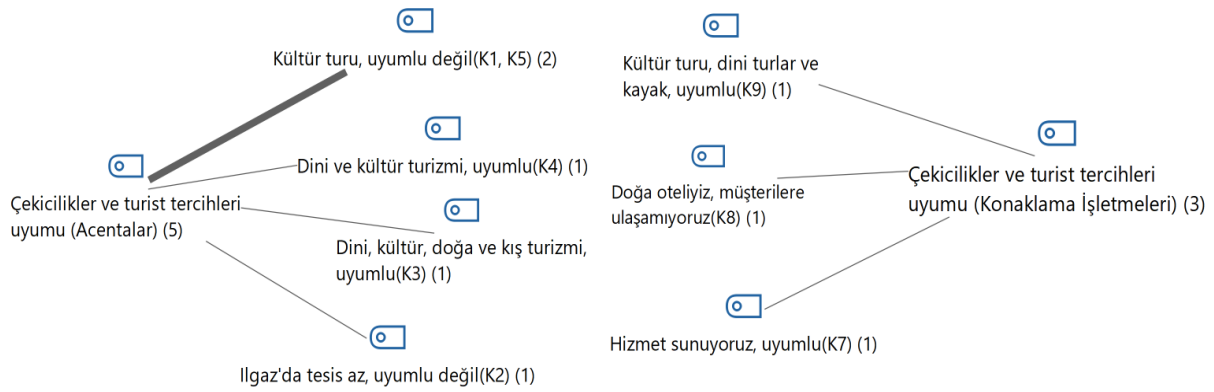 Kültür turu, uyumlu değil(K1, K5) (2)
Dini ve kültür turizmi, uyumlu(K4) (1)
Çekicilikler ve turist tercihleri
uyumu (Acentalar) (5)
Dini, kültür, doğa ve kış turizmi,
uyumlu(K3) (1)
Ilgaz'da tesis az, uyumlu değil(K2) (1)
Kültür turu, dini turlar ve
kayak, uyumlu(K9) (1)
Doğa oteliyiz, müşterilere
ulaşamıyoruz(K8) (1)
Çekicilikler ve turist tercihleri
uyumu (Konaklama İşletmeleri) (3)
Hizmet sunuyoruz, uyumlu(K7) (1)